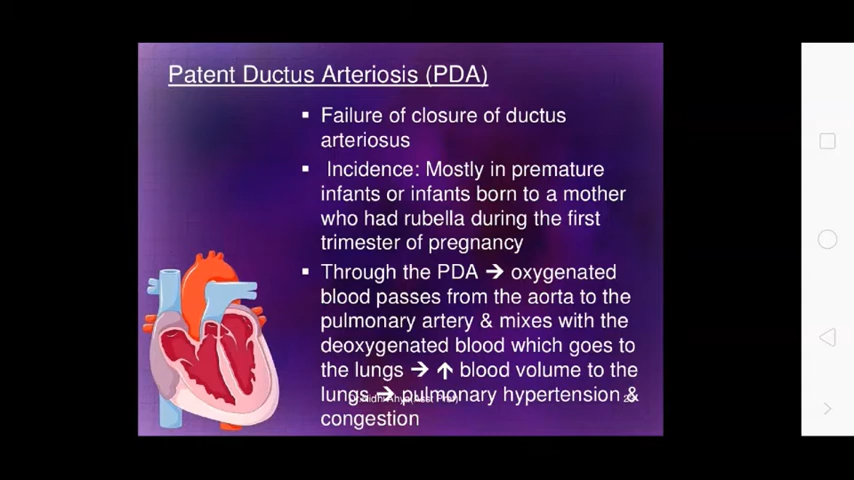 Patent Ductus Arteriosis (PDA)
▪ Failure of closure of ductus
arteriosus
▪ Incidence: Mostly in premature
infants or infants born to a mother
who had rubella during the first
trimester of pregnancy
▪ Through the PDA ➔ oxygenated
blood passes from the aorta to the
pulmonary artery & mixes with the
deoxygenated blood which goes to
the lungs ➔ ↑ blood volume to the
lungs ➔ pulmonary hypertension &
congestion